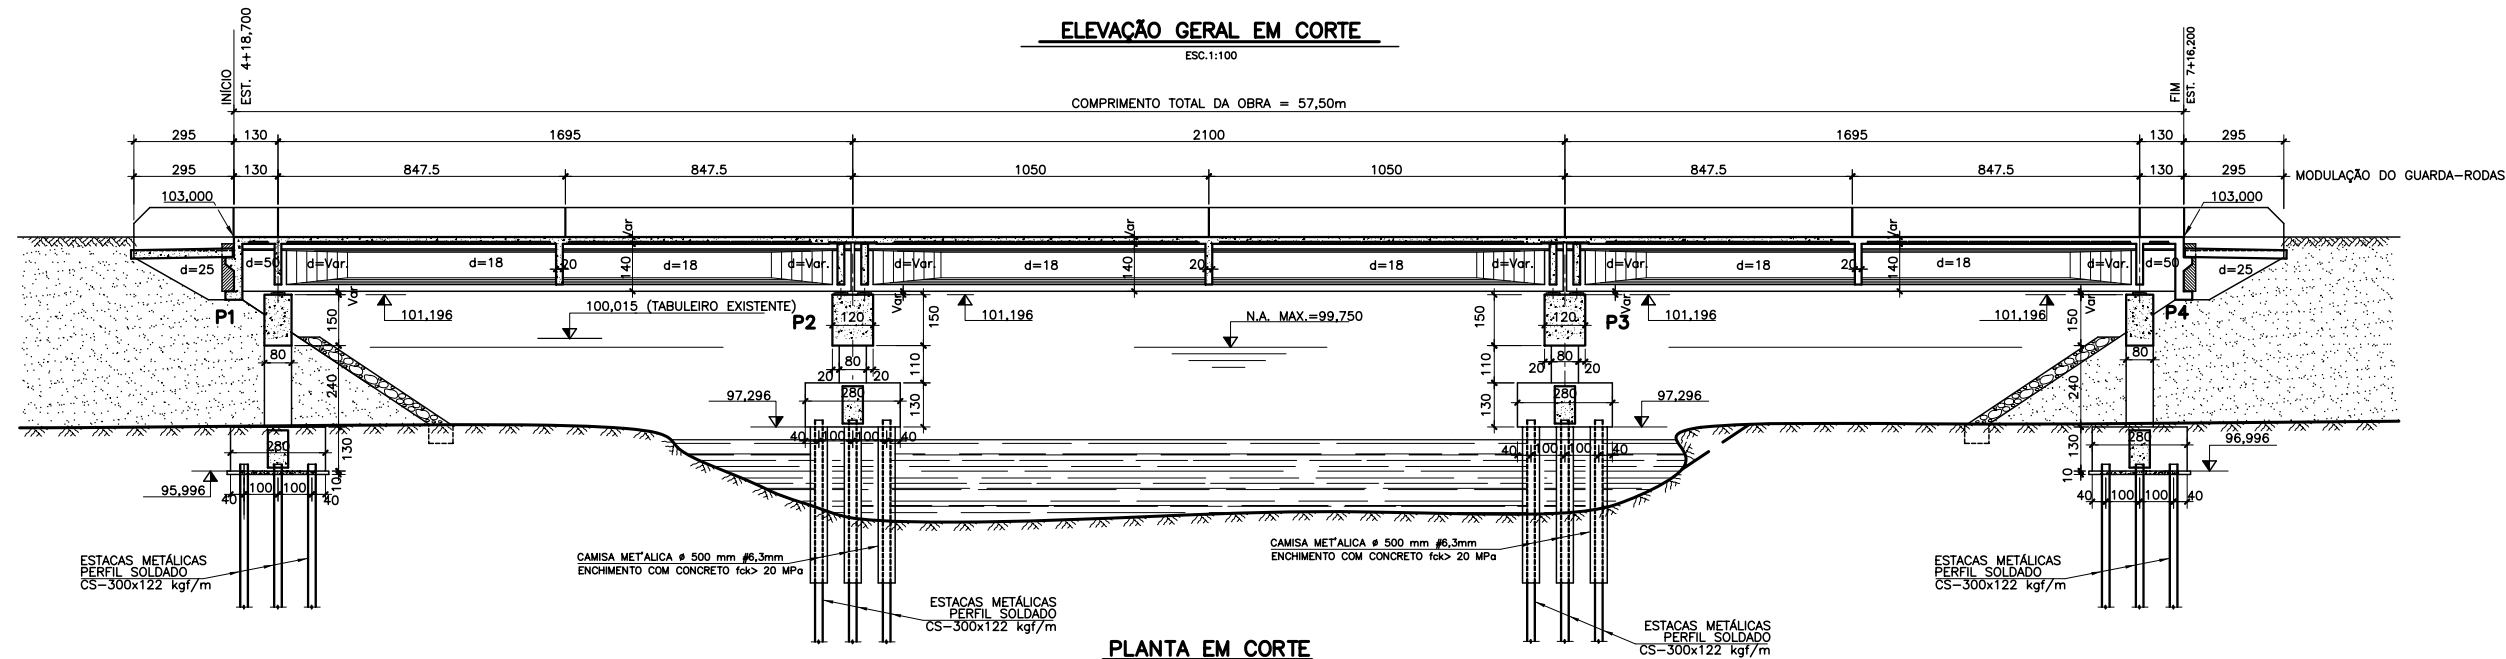 ELEVAÇÃO GERAL EM CORTE
ESC.1:100
INÍCIO
EST. 4+18,700
FIM
EST. 7+16,200
COMPRIMENTO TOTAL DA OBRA = 57,50m
295 130 1695 2100 1695 130 295
295 130 847.5 847.5 1050 1050 847.5 847.5 130 295 MODULAÇÃO DO GUARDA-RODAS
103,000 103,000
Var Var Var
d=25 d=50 d=Var. d=18 20 140 d=18 d=Var. d=Var. d=18 20 140 d=18 d=Var. d=Var. d=18 20 140 d=18 d=Var. d=50 d=25
Var Var Var Var
P1 150 101,196 100,015 (TABULEIRO EXISTENTE) P2 120 150 101,196 N.A. MAX.=99,750 150 120 P3 101,196 101,196 150 P4
80 80 110 110 80 80
20 20 20 20
240 97,296 280 130 130 280 97,296 240
280 130 40 100 100 40 40 100 100 40 130 280 96,996
95,996 40 100 100 40 10 10 40 100 100 40
ESTACAS METÁLICAS
PERFIL SOLDADO
CS-300x122 kgf/m
CAMISA MET'ALICA ø 500 mm #6,3mm
ENCHIMENTO COM CONCRETO fck> 20 MPa
ESTACAS METÁLICAS
PERFIL SOLDADO
CS-300x122 kgf/m
CAMISA MET'ALICA ø 500 mm #6,3mm
ENCHIMENTO COM CONCRETO fck> 20 MPa
ESTACAS METÁLICAS
PERFIL SOLDADO
CS-300x122 kgf/m
ESTACAS METÁLICAS
PERFIL SOLDADO
CS-300x122 kgf/m
PLANTA EM CORTE